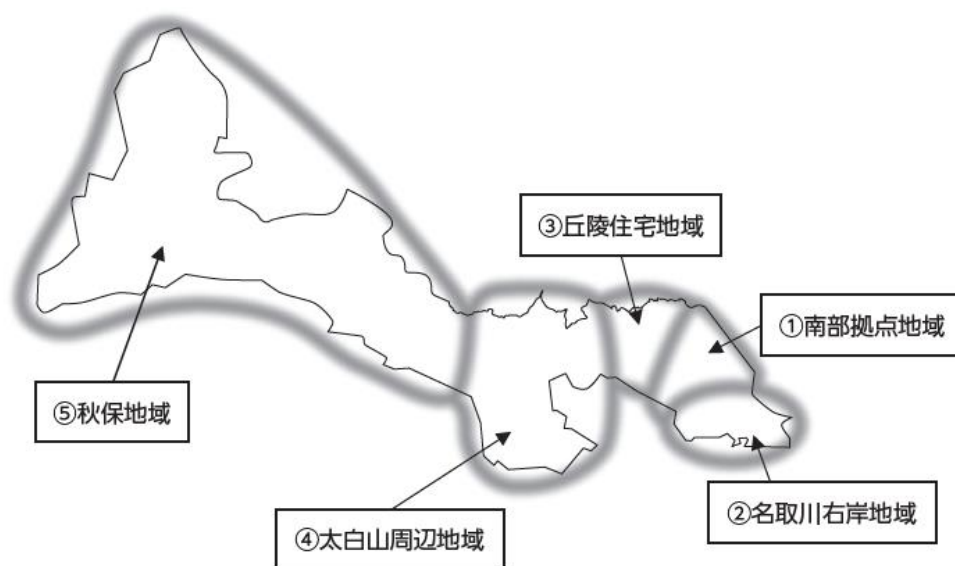 ③丘陵住宅地域
①南部拠点地域
⑤秋保地域
②名取川右岸地域
④太白山周辺地域